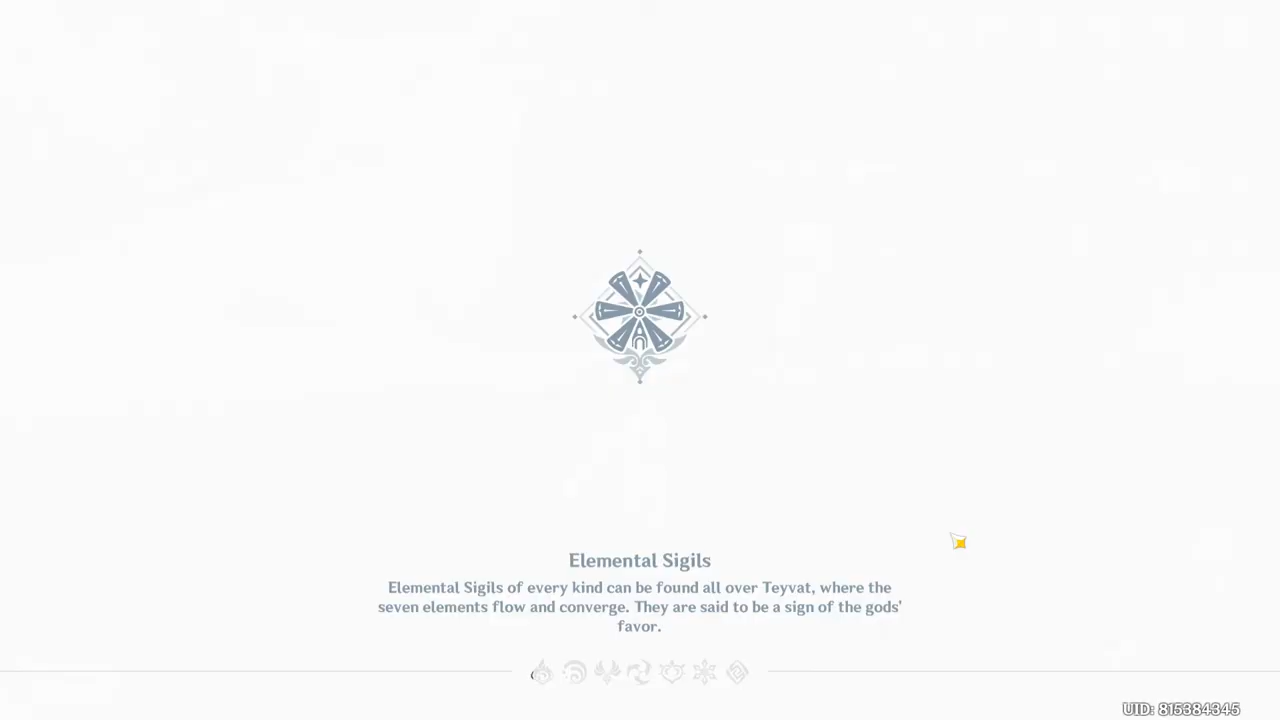 Elemental Sigils
Elemental Sigils of every kind can be found all over Teyvat, where the
seven elements flow and converge. They are said to be a sign of the gods'
favor.
UID: 815384345